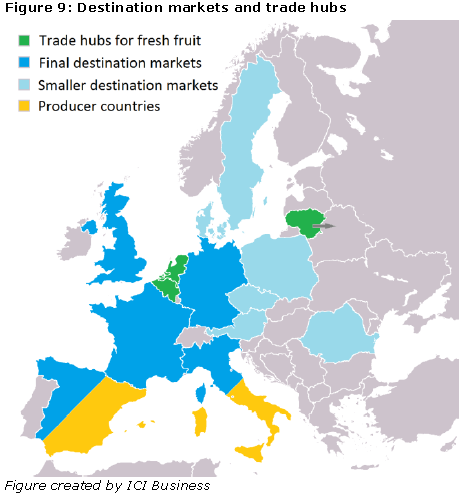 Figure 9: Destination markets and trade hubs
Trade hubs for fresh fruit
Final destination markets
Smaller destination markets
Producer countries
Figure created by ICI Business